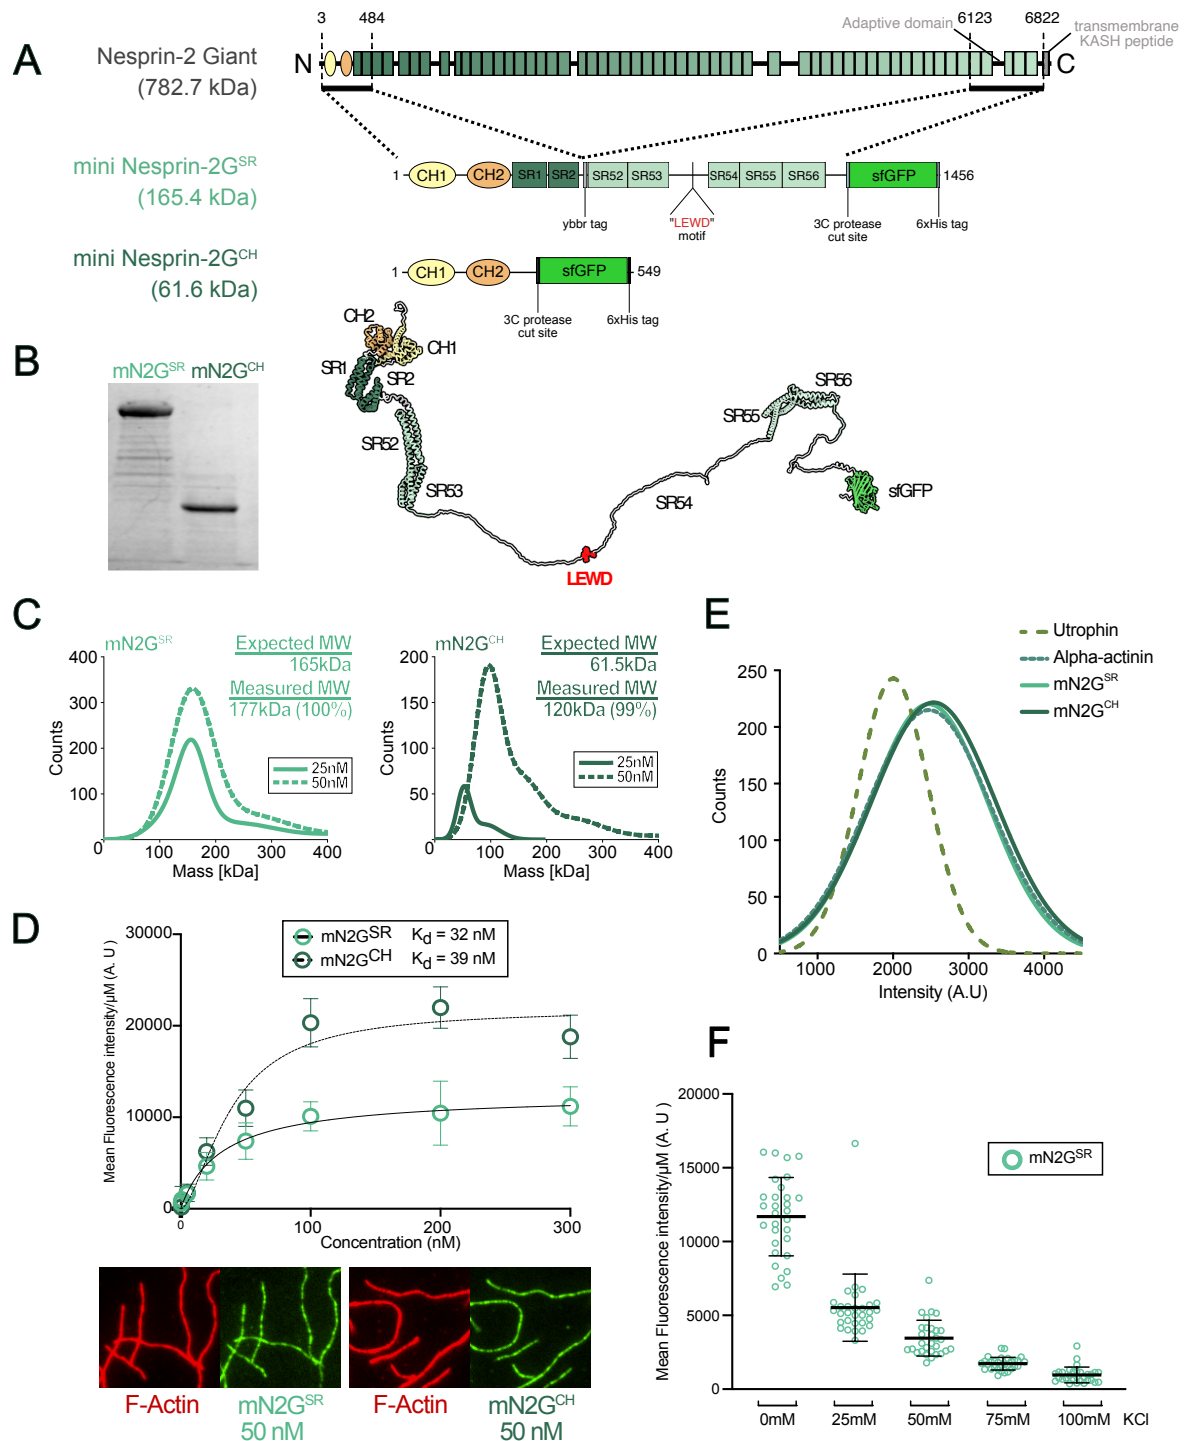 A
Nesprin-2 Giant
(782.7 kDa)
3
484
6123
6822
Adaptive domain
transmembrane
KASH peptide
N
C
mini Nesprin-2G^SR
(165.4 kDa)
1
CH1
CH2
SR1
SR2
SR52
SR53
SR54
SR55
SR56
sfGFP
1456
ybbr tag
"LEWD"
motif
3C protease
cut site
6xHis tag
mini Nesprin-2G^CH
(61.6 kDa)
1
CH1
CH2
sfGFP
549
3C protease
cut site
6xHis tag
B
mN2G^SR mN2G^CH
CH2
CH1
SR1
SR2
SR52
SR53
LEWD
SR54
SR55
SR56
sfGFP
C
mN2G^SR
Expected MW
165kDa
Measured MW
177kDa (100%)
25nM
50nM
Counts
400
300
200
100
0
0
100
200
300
400
Mass [kDa]
mN2G^CH
Expected MW
61.5kDa
Measured MW
120kDa (99%)
25nM
50nM
Counts
200
150
100
50
0
0
100
200
300
400
Mass [kDa]
D
mN2G^SR K_d = 32 nM
mN2G^CH K_d = 39 nM
Mean Fluorescence intensity/μM (A. U )
30000
20000
10000
0
0
100
200
300
Concentration (nM)
F-Actin
mN2G^SR
50 nM
F-Actin
mN2G^CH
50 nM
E
Utrophin
Alpha-actinin
mN2G^SR
mN2G^CH
Counts
250
200
150
100
50
0
1000
2000
3000
4000
Intensity (A.U)
F
mN2G^SR
Mean Fluorescence intensity/μM (A. U )
20000
15000
10000
5000
0
0mM
25mM
50mM
75mM
100mM
KCl